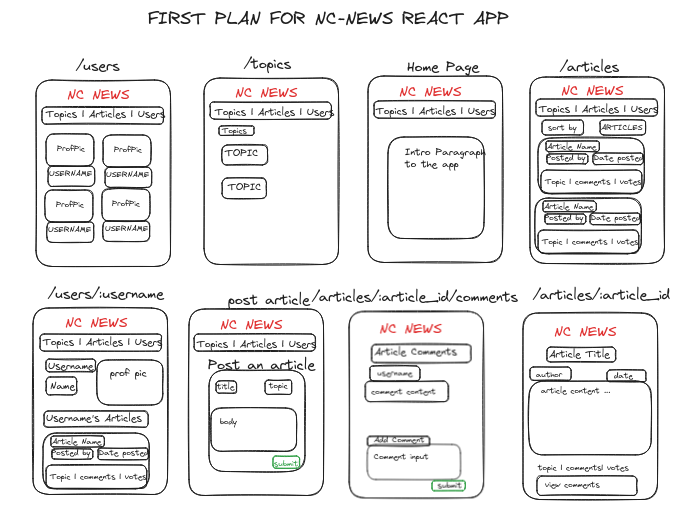 FIRST PLAN FOR NC-NEWS REACT APP
/users
NC NEWS
Topics | Articles | Users
ProfPic
ProfPic
USERNAME
USERNAME
ProfPic
ProfPic
USERNAME
USERNAME
/topics
NC NEWS
Topics | Articles | Users
Topics
TOPIC
TOPIC
Home Page
NC NEWS
Topics | Articles | Users
Intro Paragraph
to the app
/articles
NC NEWS
Topics | Articles | Users
sort by
ARTICLES
Article Name
Posted by
Date posted
Topic | comments | votes
Article Name
Posted by
Date posted
Topic | comments | votes
/users/:username
NC NEWS
Topics | Articles | Users
Username
Name
prof pic
Username's Articles
Article Name
Posted by
Date posted
Topic | comments | votes
post article
NC NEWS
Topics | Articles | Users
Post an article
title
topic
body
submit
/articles/:article_id/comments
NC NEWS
Article Comments
username
comment content
Add Comment
Comment input
submit
/articles/:article_id
NC NEWS
Article Title
author
date
article content ...
topic | comments| votes
View comments